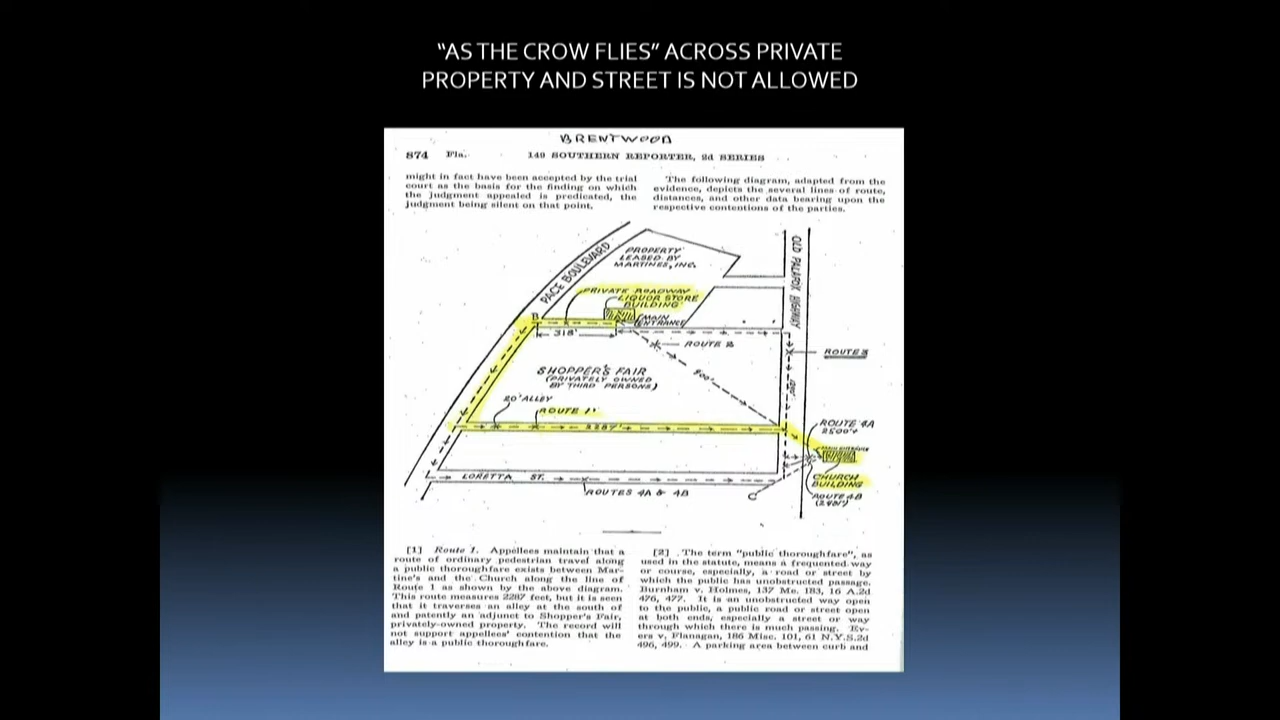 “AS THE CROW FLIES” ACROSS PRIVATE
PROPERTY AND STREET IS NOT ALLOWED
BRENTWOOD
874 Fla. 149 SOUTHERN REPORTER, 2d SERIES
might in fact have been accepted by the trial
court as the basis for the finding on which
the judgment appealed is predicated, the
judgment being silent on that point.
The following diagram, adapted from the
evidence, depicts the several lines of route,
distances, and other data bearing upon the
respective contentions of the parties.
PACE BOULEVARD
PROPERTY
LEASED BY
MARTINES, INC.
OLD PALAFOX HIGHWAY
PRIVATE ROADWAY
LIQUOR STORE
BUILDING
B
MAIN
ENTRANCE
318'
ROUTE 2
ROUTE 3
SHOPPER'S FAIR
(PRIVATELY OWNED
BY THIRD PERSONS)
900'
20' ALLEY
ROUTE 1
2287'
ROUTE 4A
CHURCH
BUILDING
ROUTE 4B
LORETTA ST.
ROUTES 4A & 4B
C
[1] Route 1. Appellees maintain that a
route of ordinary pedestrian travel along
a public thoroughfare exists between Mar-
tine's and the Church along the line of
Route 1 as shown by the above diagram.
This route measures 2287 feet, but it is seen
that it traverses an alley at the south of
and patently an adjunct to Shopper's Fair,
privately-owned property. The record will
not support appellees' contention that the
alley is a public thoroughfare.
[2] The term "public thoroughfare", as
used in the statute, means a frequented way
or course, especially, a road or street by
which the public has unobstructed passage.
Burnham v. Holmes, 137 Me. 183, 16 A.2d
476, 477. It is an unobstructed way open
to the public, a public road or street open
at both ends, especially a street or way
through which there is much passing. Ev-
ers v. Flanagan, 186 Misc. 101, 61 N.Y.S.2d
496, 499. A parking area between curb and